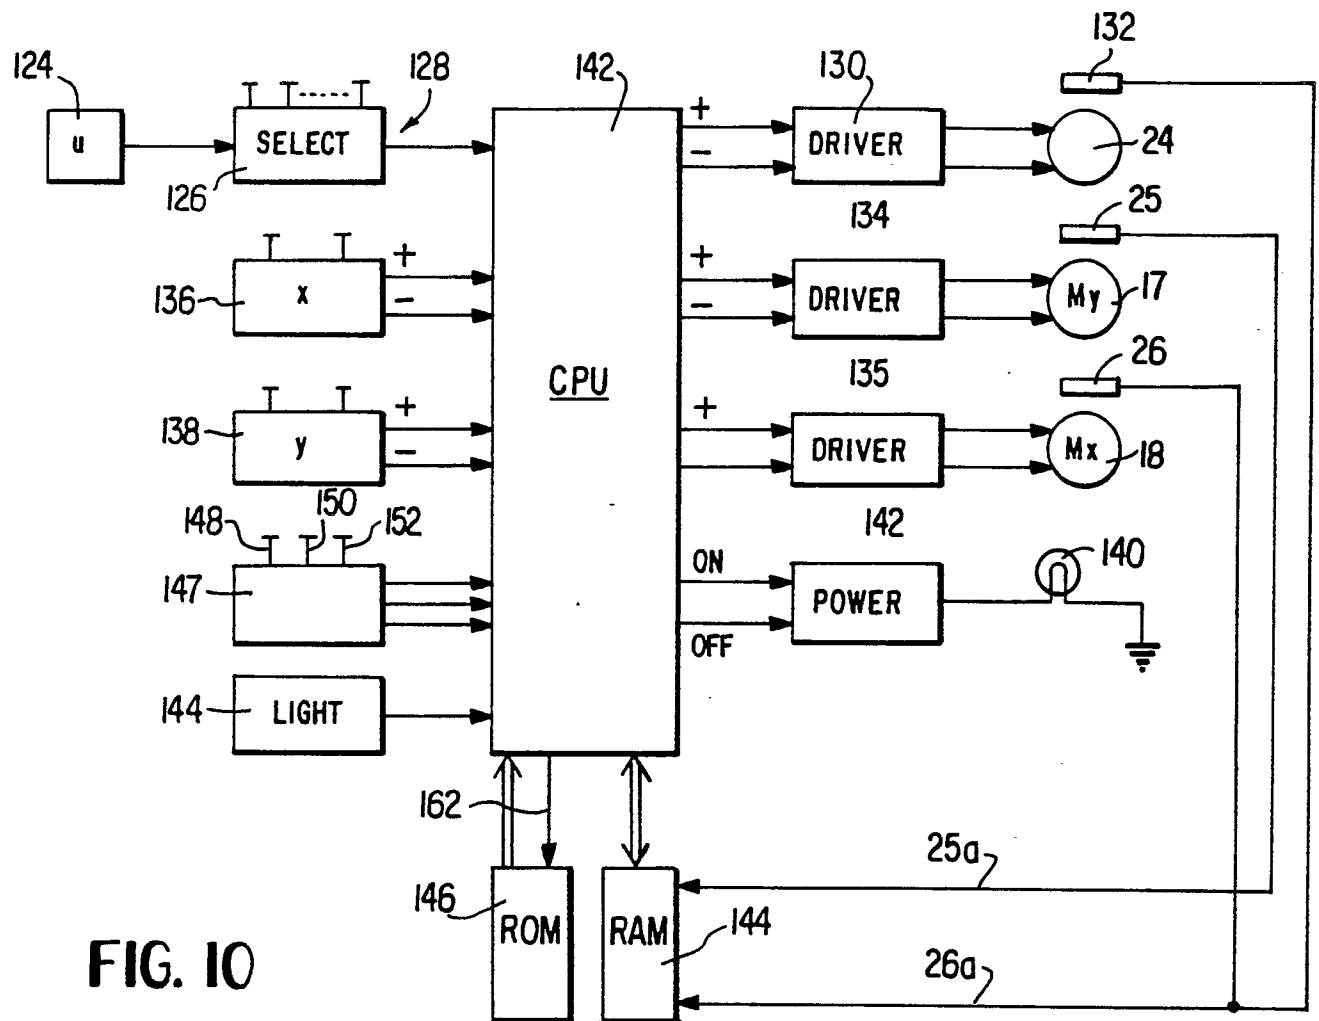 132
124
128
142
130
+
u
SELECT
DRIVER
24
−
126
134
25
+
+
136
x
−
−
DRIVER
My
17
CPU
135
26
+
+
138
y
−
DRIVER
Mx
18
148
150
152
142
140
147
ON
POWER
OFF
144
LIGHT
162
25a
146
ROM
RAM
144
26a
FIG. 10